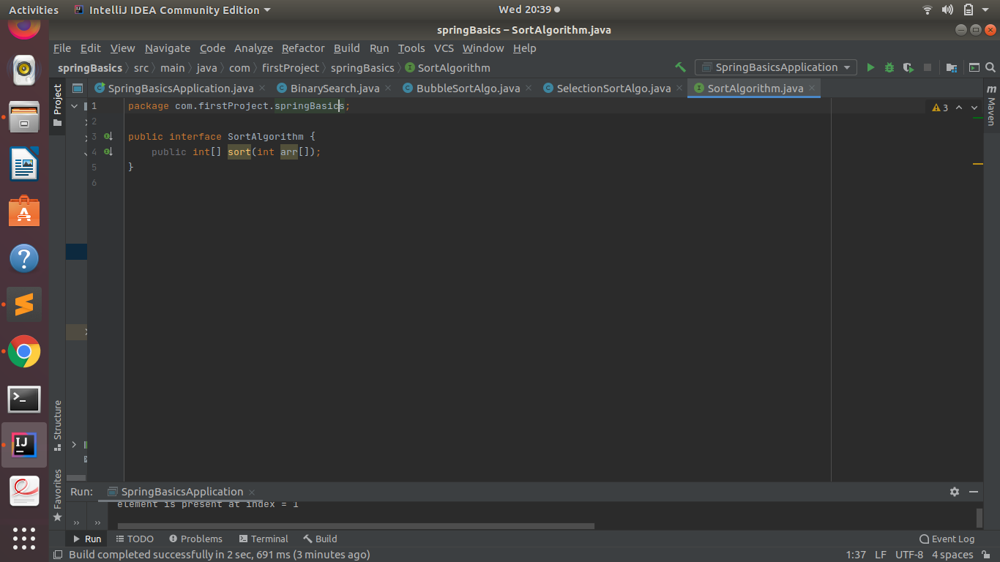 Activities IntelliJ IDEA Community Edition Wed 20:39
springBasics – SortAlgorithm.java
File Edit View Navigate Code Analyze Refactor Build Run Tools VCS Window Help
springBasics src main java com firstProject springBasics SortAlgorithm SpringBasicsApplication
Project SpringBasicsApplication.java BinarySearch.java BubbleSortAlgo.java SelectionSortAlgo.java SortAlgorithm.java m Maven
1 package com.firstProject.springBasics; 3
2
3 public interface SortAlgorithm {
4 public int[] sort(int arr[]);
5 }
6
Structure
Favorites
Run: SpringBasicsApplication
element is present at index = 1
Run TODO Problems Terminal Build Event Log
Build completed successfully in 2 sec, 691 ms (3 minutes ago) 1:37 LF UTF-8 4 spaces